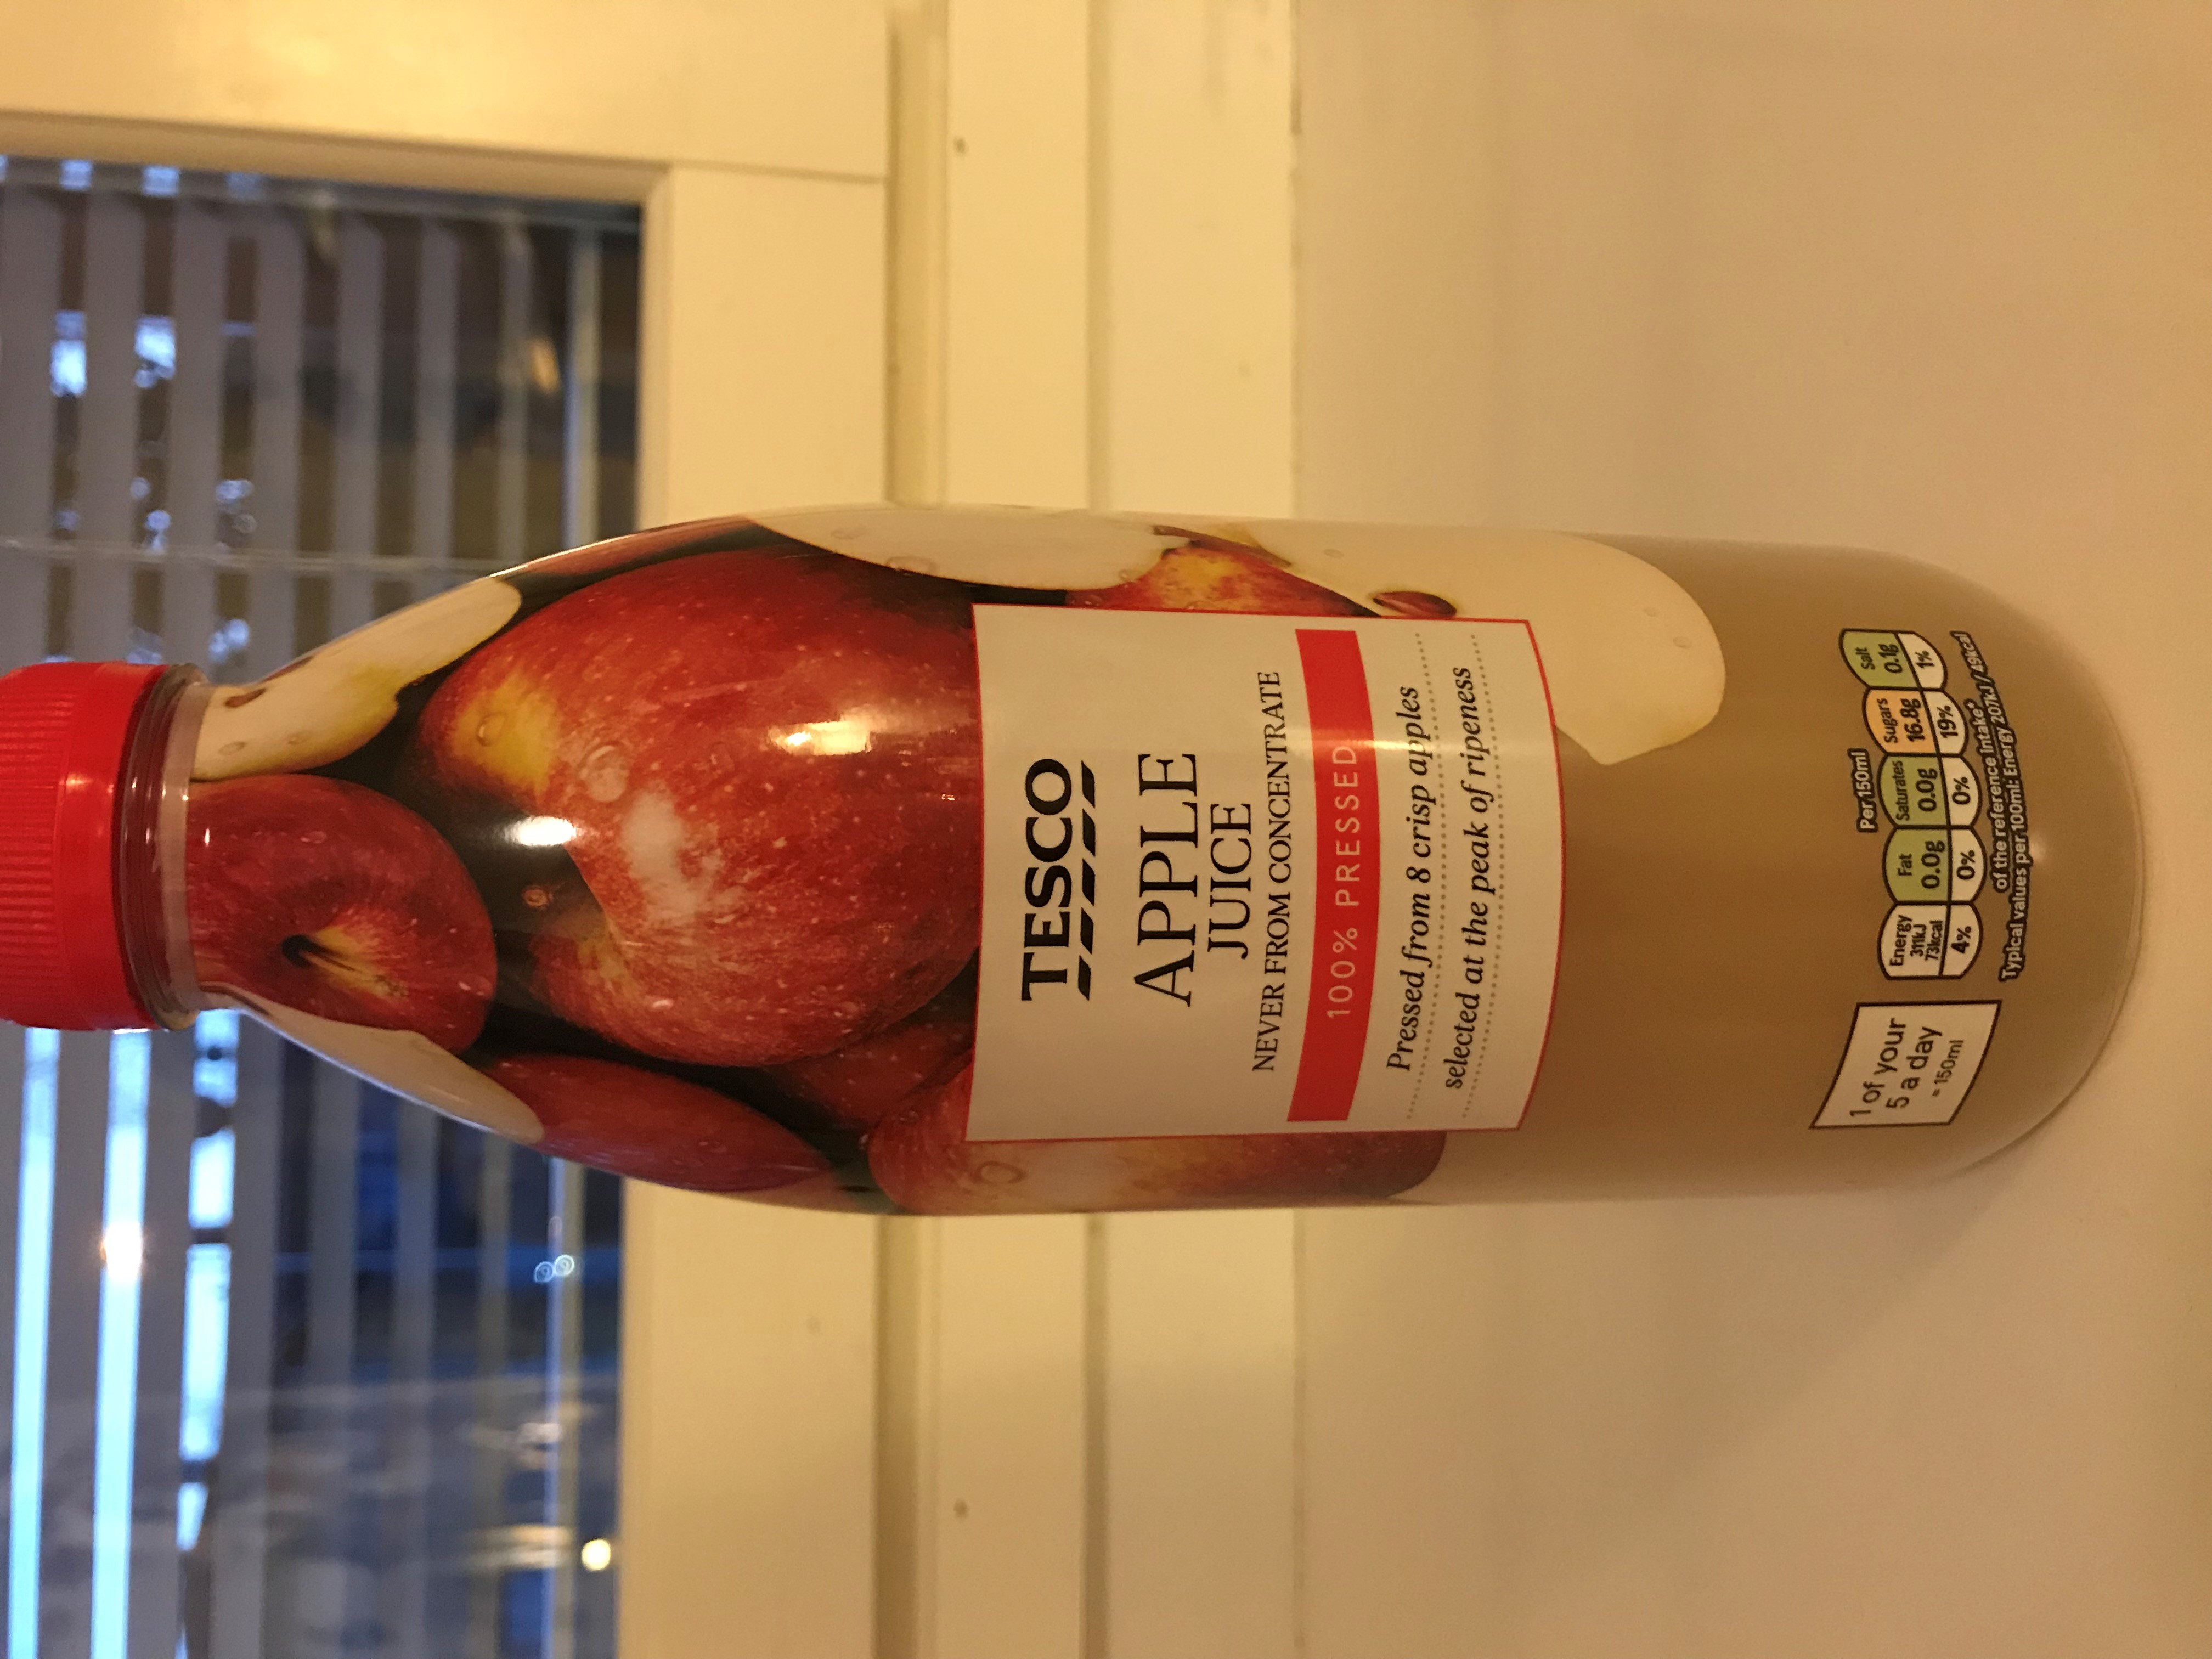 TESCO
APPLE
JUICE
NEVER FROM CONCENTRATE
100% PRESSED
Pressed from 8 crisp apples
selected at the peak of ripeness
1 of your
5 a day
= 150ml
Per 150ml
Energy Fat Saturates Sugars Salt
311kJ
73kcal 0.0g 0.0g 16.8g 0.1g
4% 0% 0% 19% 1%
of the reference intake*
Typical values per 100ml: Energy 207kJ / 49kcal